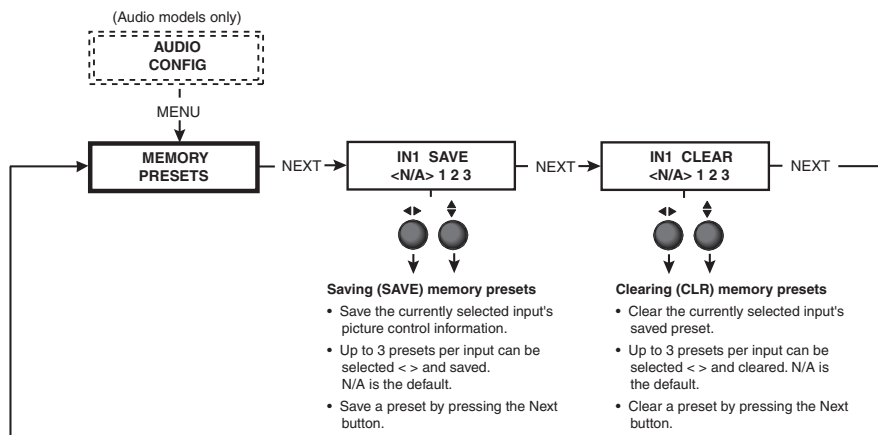 (Audio models only)
AUDIO
CONFIG
MENU
MEMORY
PRESETS
NEXT
IN1 SAVE
<N/A> 1 2 3
NEXT
IN1 CLEAR
<N/A> 1 2 3
NEXT
Saving (SAVE) memory presets
• Save the currently selected input's
picture control information.
• Up to 3 presets per input can be
selected < > and saved.
N/A is the default.
• Save a preset by pressing the Next
button.
Clearing (CLR) memory presets
• Clear the currently selected input's
saved preset.
• Up to 3 presets per input can be
selected < > and cleared. N/A is
the default.
• Clear a preset by pressing the Next
button.